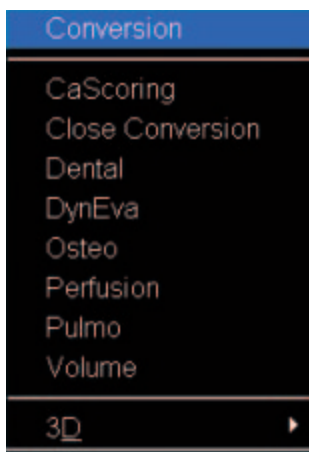 Conversion
CaScoring
Close Conversion
Dental
DynEva
Osteo
Perfusion
Pulmo
Volume
3D